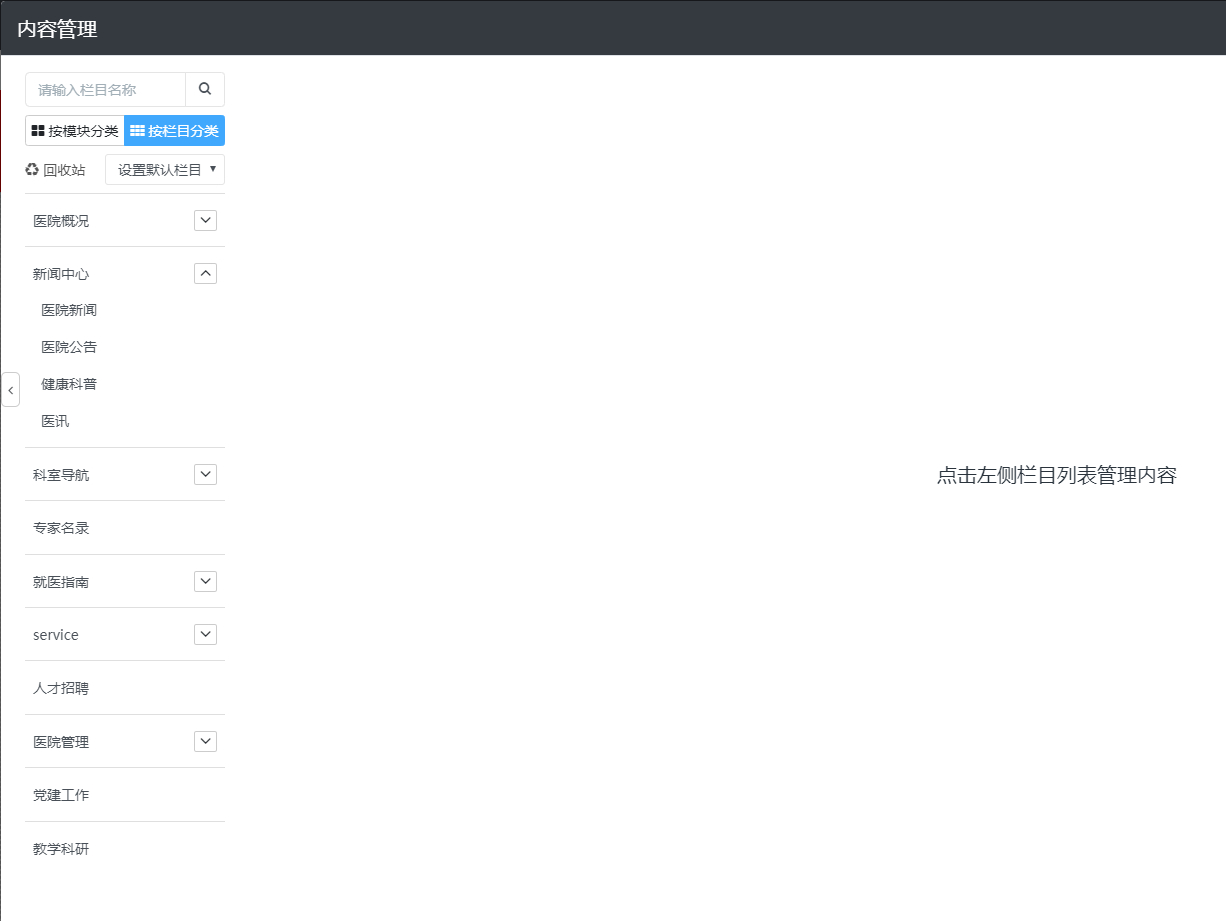 内容管理
请输入栏目名称
按模块分类 按栏目分类
回收站 设置默认栏目
医院概况
新闻中心
医院新闻
医院公告
健康科普
医讯
科室导航
点击左侧栏目列表管理内容
专家名录
就医指南
service
人才招聘
医院管理
党建工作
教学科研